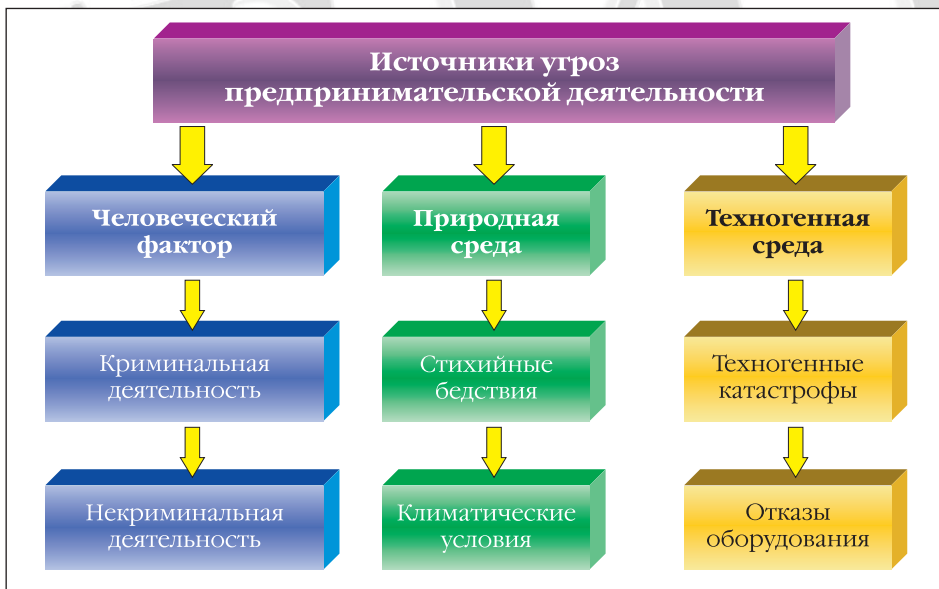 Источники угроз
предпринимательской деятельности
Человеческий
фактор
Природная
среда
Техногенная
среда
Криминальная
деятельность
Стихийные
бедствия
Техногенные
катастрофы
Некриминальная
деятельность
Климатические
условия
Отказы
оборудования